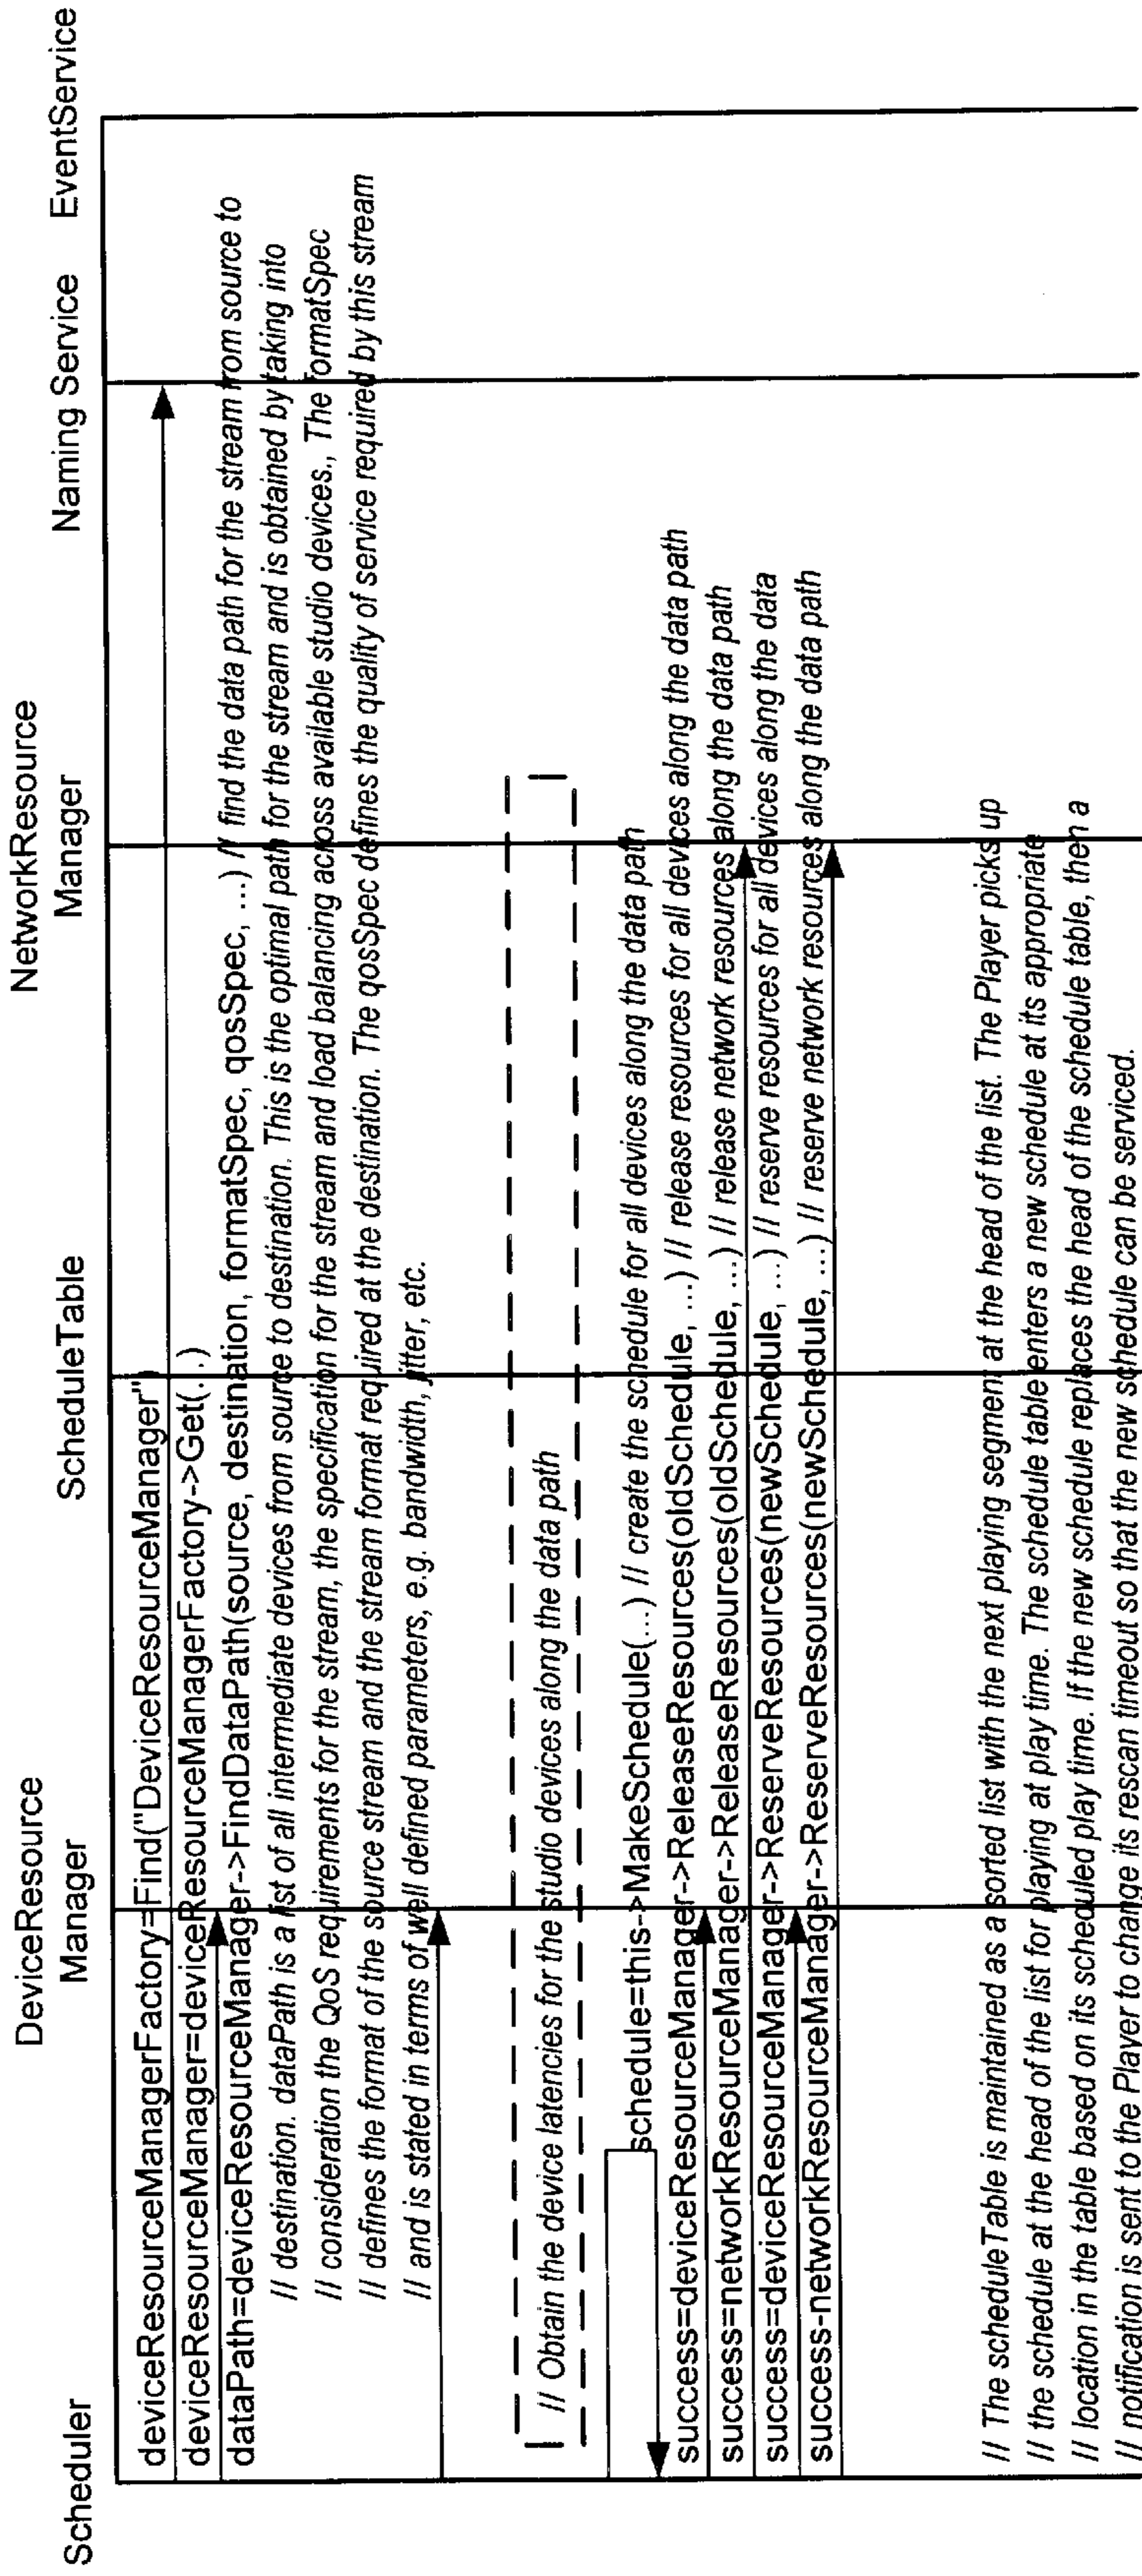 Scheduler
DeviceResource
Manager
ScheduleTable
NetworkResource
Manager
Naming Service
EventService
deviceResourceManagerFactory=Find("DeviceResourceManager")
deviceResourceManager=deviceResourceManagerFactory->Get(...)
dataPath=deviceResourceManager->FindDataPath(source, destination, formatSpec, qosSpec, ...) // find the data path for the stream from source to
// destination. dataPath is a list of all intermediate devices from source to destination. This is the optimal path for the stream and is obtained by taking into
// consideration the QoS requirements for the stream, the specification for the stream and load balancing across available studio devices., The formatSpec
// defines the format of the source stream and the stream format required at the destination. The qosSpec defines the quality of service required by this stream
// and is stated in terms of well defined parameters, e.g. bandwidth, jitter, etc.
// Obtain the device latencies for the studio devices along the data path
schedule=this->MakeSchedule(...) // create the schedule for all devices along the data path
success=deviceResourceManager->ReleaseResources(oldSchedule, ...) // release resources for all devices along the data path
success=networkResourceManager->ReleaseResources(oldSchedule, ...) // release network resources along the data path
success=deviceResourceManager->ReserveResources(newSchedule, ...) // reserve resources for all devices along the data
success-networkResourceManager->ReserveResources(newSchedule, ...) // reserve network resources along the data path
// The scheduleTable is maintained as a sorted list with the next playing segment at the head of the list. The Player picks up
// the schedule at the head of the list for playing at play time. The schedule table enters a new schedule at its appropriate
// location in the table based on its scheduled play time. If the new schedule replaces the head of the schedule table, then a
// notification is sent to the Player to change its rescan timeout so that the new schedule can be serviced.